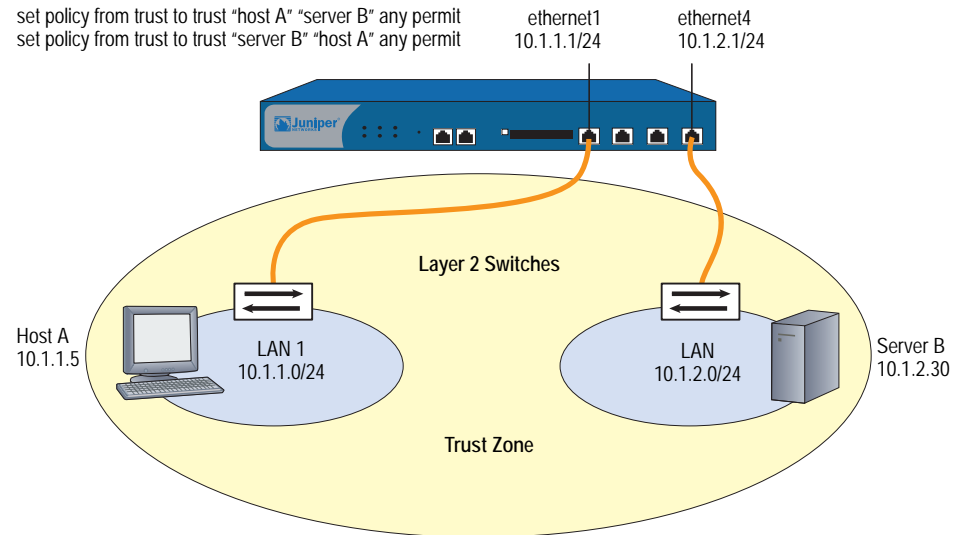 set policy from trust to trust “host A” “server B” any permit
set policy from trust to trust “server B” “host A” any permit
ethernet1
10.1.1.1/24
ethernet4
10.1.2.1/24
Juniper
NETWORKS
Layer 2 Switches
Host A
10.1.1.5
LAN 1
10.1.1.0/24
LAN
10.1.2.0/24
Server B
10.1.2.30
Trust Zone